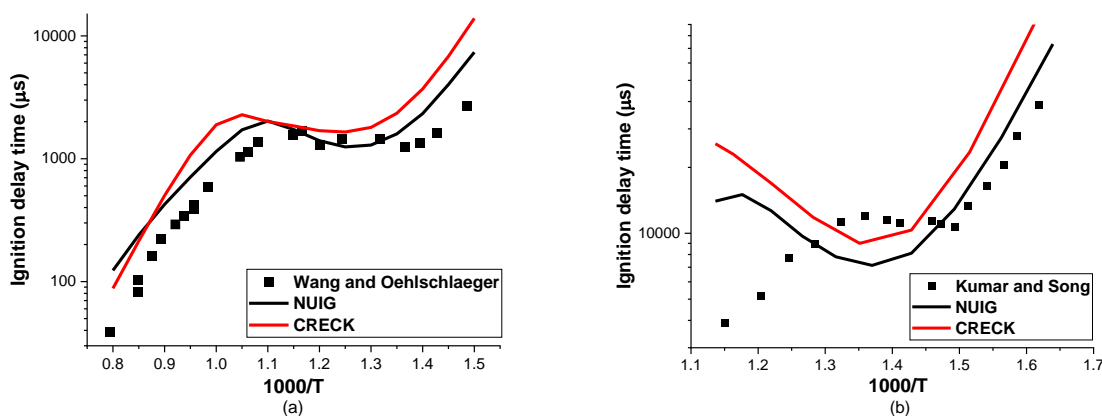 10000
1000
100
Ignition delay time (μs)
Wang and Oehlschlaeger
NUIG
CRECK
0.8 0.9 1.0 1.1 1.2 1.3 1.4 1.5
1000/T
(a)
10000
Ignition delay time (μs)
Kumar and Song
NUIG
CRECK
1.1 1.2 1.3 1.4 1.5 1.6 1.7
1000/T
(b)